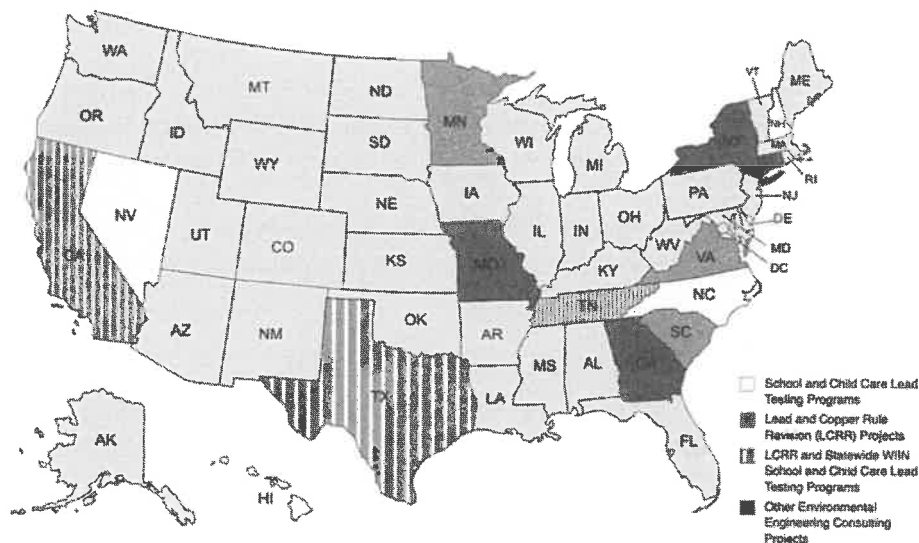 WA
MT
ND
MN
VT
ME
OR
ID
SD
WI
NH
WY
MI
MA
RI
IA
NE
PA
NJ
NV
OH
DE
UT
IL
IN
CO
WV
MD
KS
MO
VA
DC
KY
CA
NC
TN
OK
AZ
NM
AR
SC
MS
AL
GA
TX
LA
FL
AK
HI
School and Child Care Lead
Testing Programs
Lead and Copper Rule
Revision (LCRR) Projects
LCRR and Statewide WIIN
School and Child Care Lead
Testing Programs
Other Environmental
Engineering Consulting
Projects